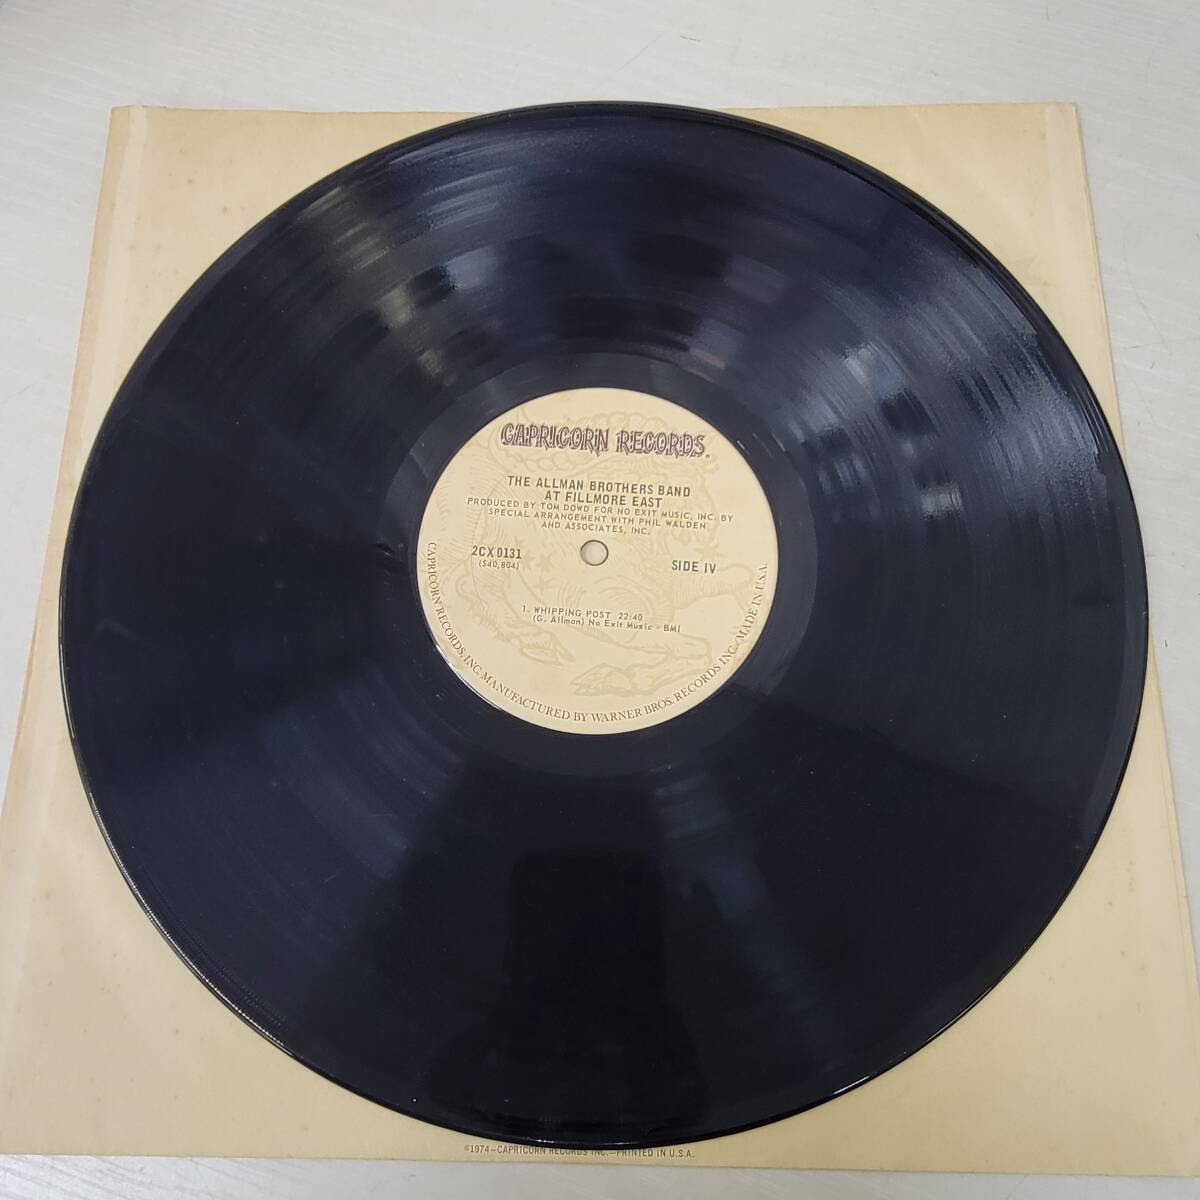 CAPRICORN RECORDS®
THE ALLMAN BROTHERS BAND
AT FILLMORE EAST
PRODUCED BY TOM DOWD FOR NO EXIT MUSIC, INC. BY
SPECIAL ARRANGEMENT WITH PHIL WALDEN
AND ASSOCIATES, INC.
2CX 0131
(S40,804)
SIDE IV
1. WHIPPING POST 22:40
(G. Allman) No Exit Music - BMI
CAPRICORN RECORDS, INC. MANUFACTURED BY WARNER BROS. RECORDS INC. MADE IN U.S.A.
©1974—CAPRICORN RECORDS INC.—PRINTED IN U.S.A.